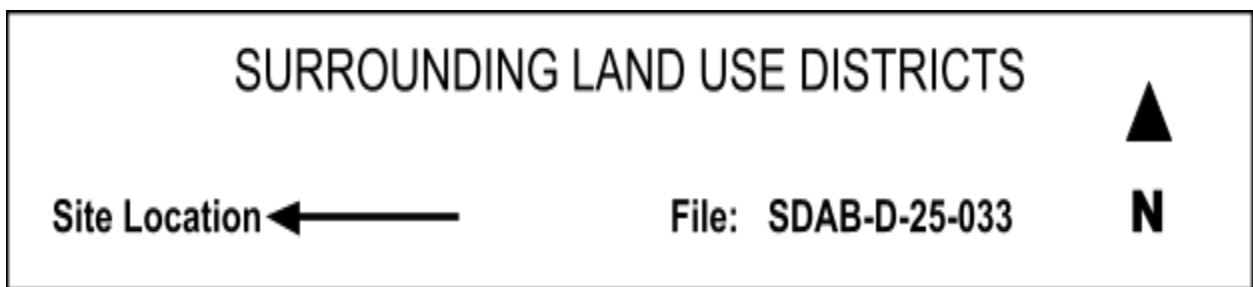 SURROUNDING LAND USE DISTRICTS
Site Location
File: SDAB-D-25-033
N